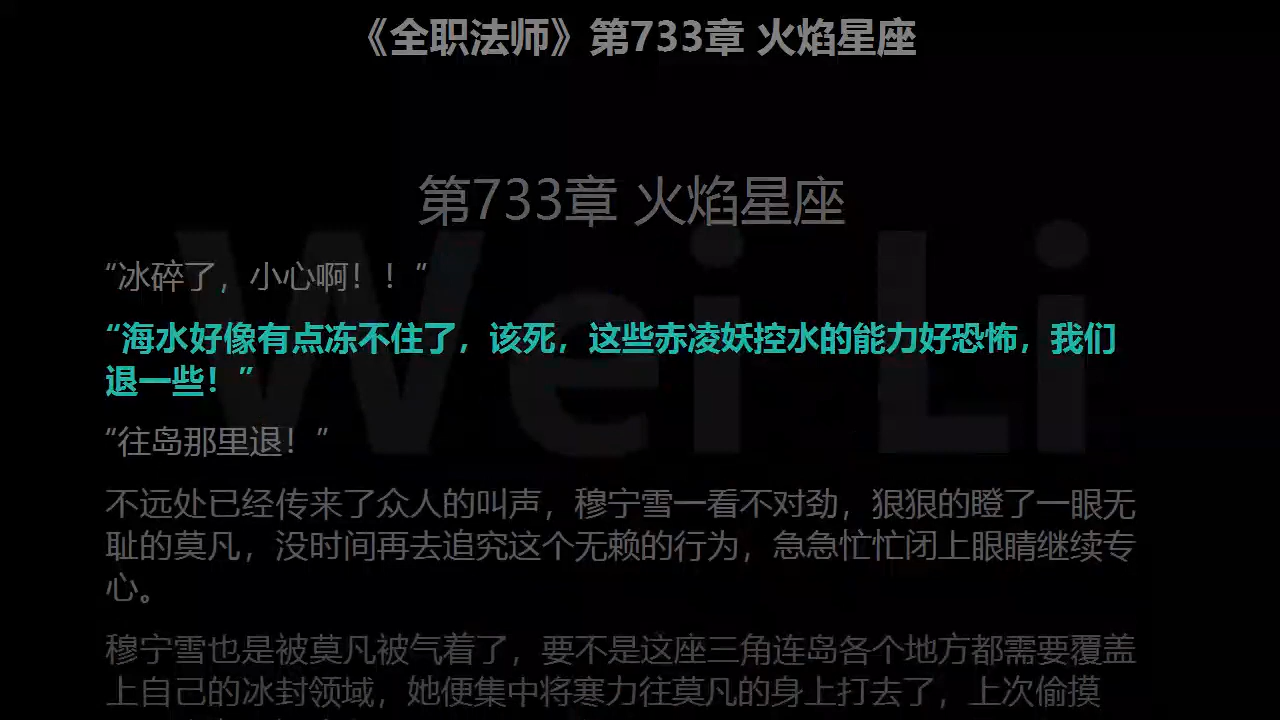 《全职法师》第733章 火焰星座
第733章 火焰星座
“冰碎了，小心啊！！”
“海水好像有点冻不住了，该死，这些赤凌妖控水的能力好恐怖，我们
退一些！”
“往岛那里退！”
不远处已经传来了众人的叫声，穆宁雪一看不对劲，狠狠的瞪了一眼无
耻的莫凡，没时间再去追究这个无赖的行为，急急忙忙闭上眼睛继续专
心。
穆宁雪也是被莫凡被气着了，要不是这座三角连岛各个地方都需要覆盖
上自己的冰封领域，她便集中将寒力往莫凡的身上打去了，上次偷摸
Wei Li